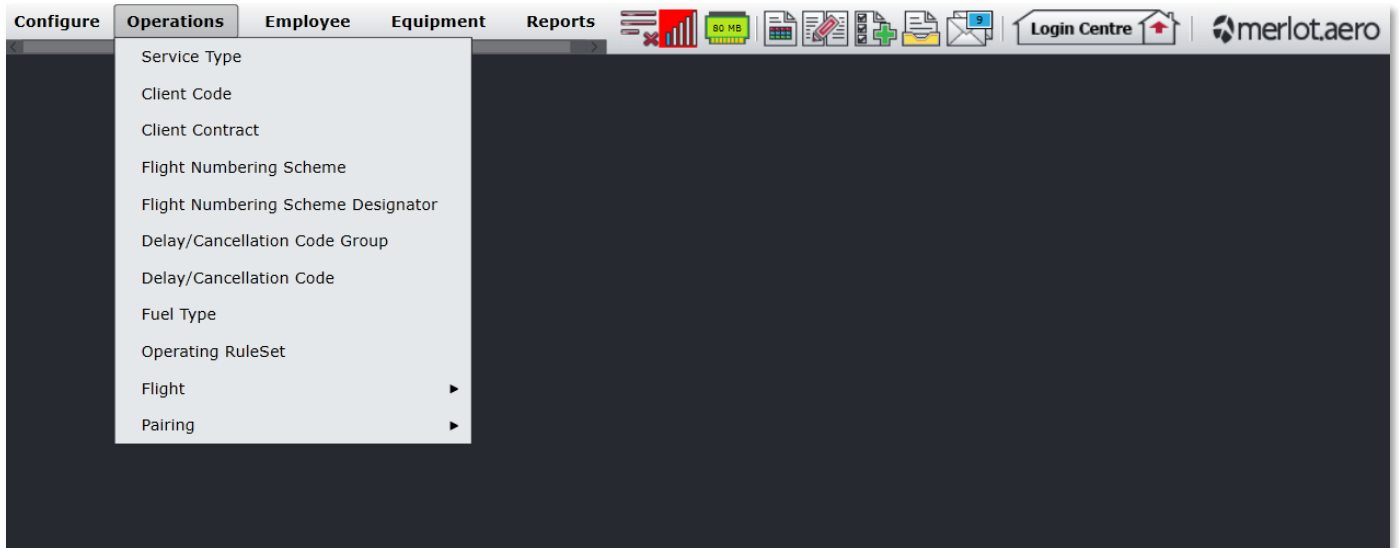 Configure Operations Employee Equipment Reports 80 MB 9 Login Centre merlot.aero
Service Type
Client Code
Client Contract
Flight Numbering Scheme
Flight Numbering Scheme Designator
Delay/Cancellation Code Group
Delay/Cancellation Code
Fuel Type
Operating RuleSet
Flight
Pairing